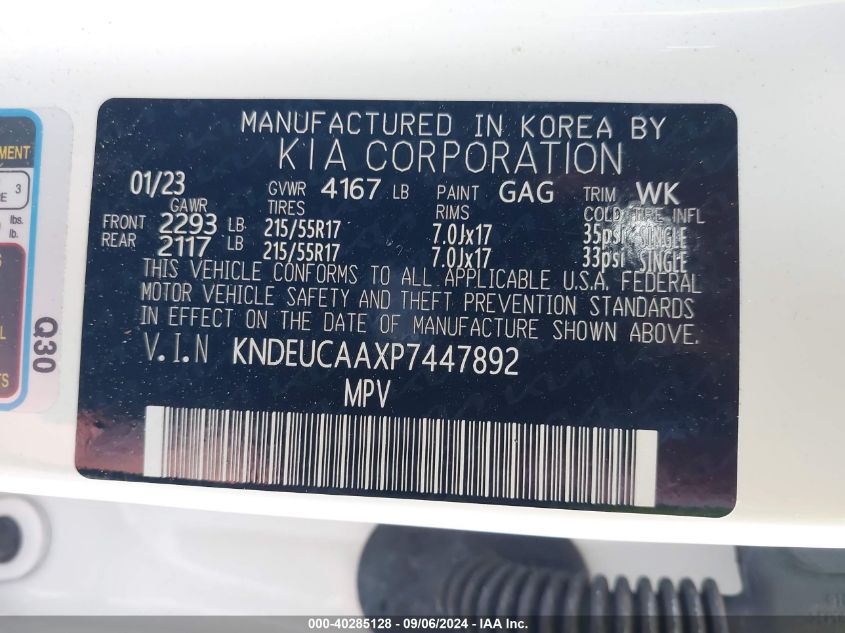 MANUFACTURED IN KOREA BY
KIA CORPORATION
01/23 GVWR 4167 LB PAINT GAG TRIM WK
GAWR TIRES RIMS COLD TIRE INFL
FRONT 2293 LB 215/55R17 7.0Jx17 35psi SINGLE
REAR 2117 LB 215/55R17 7.0Jx17 33psi SINGLE
THIS VEHICLE CONFORMS TO ALL APPLICABLE U.S.A. FEDERAL
MOTOR VEHICLE SAFETY AND THEFT PREVENTION STANDARDS
IN EFFECT ON THE DATE OF MANUFACTURE SHOWN ABOVE.
V.I.N KNDEUCAAXP7447892
MPV
3
lbs.
lb.
Q30
000-40285128 - 09/06/2024 - IAA Inc.